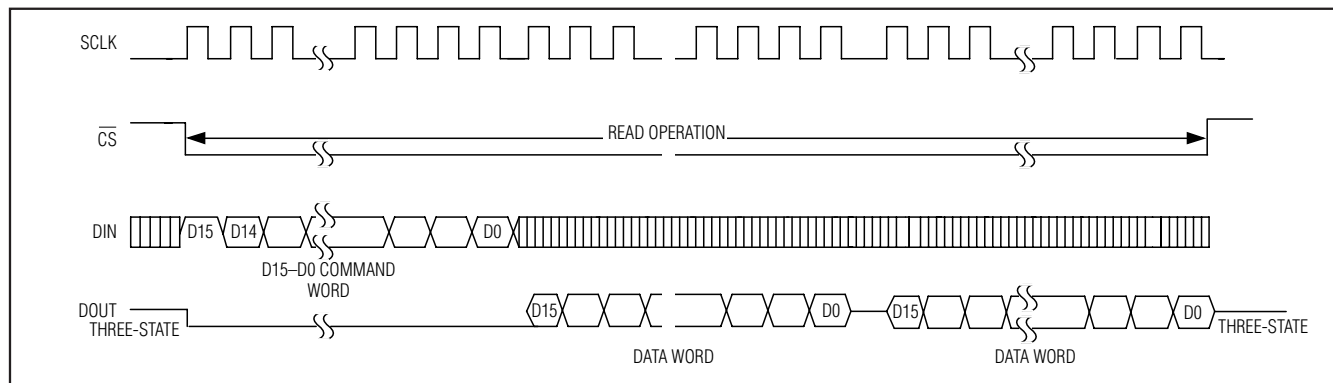 SCLK
CS
READ OPERATION
DIN
D15
D14
D0
D15–D0 COMMAND
WORD
DOUT
THREE-STATE
D15
D0
D15
D0
THREE-STATE
DATA WORD
DATA WORD